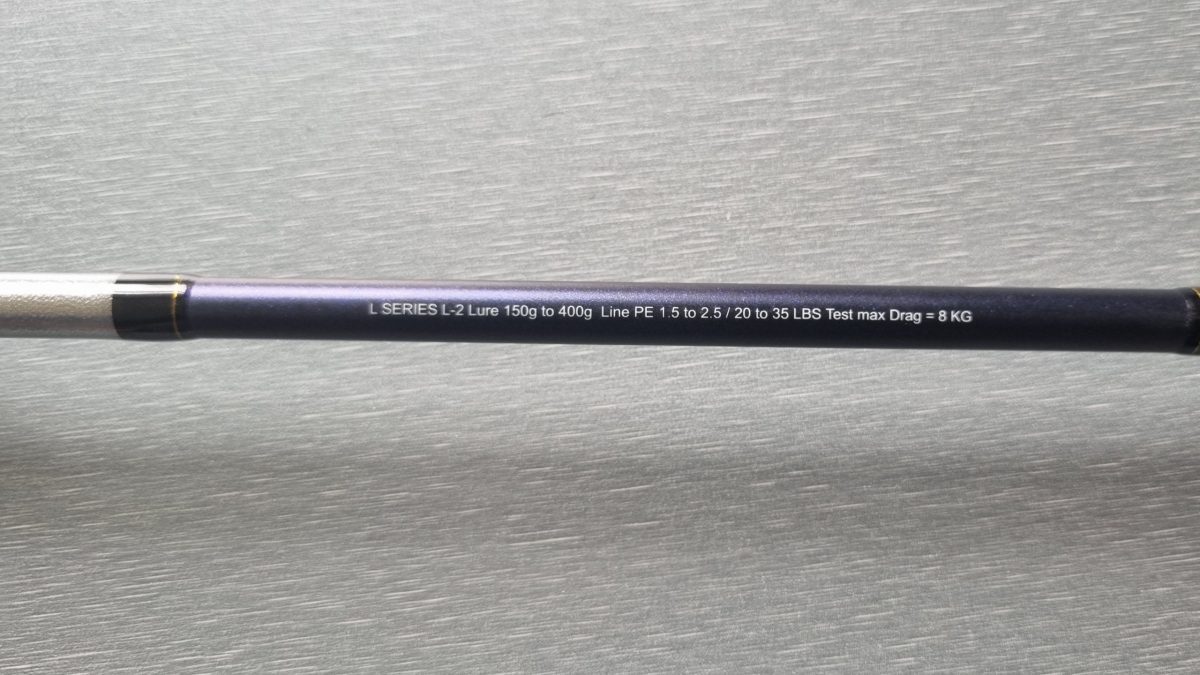 L SERIES L-2 Lure 150g to 400g Line PE 1.5 to 2.5 / 20 to 35 LBS Test max Drag = 8 KG